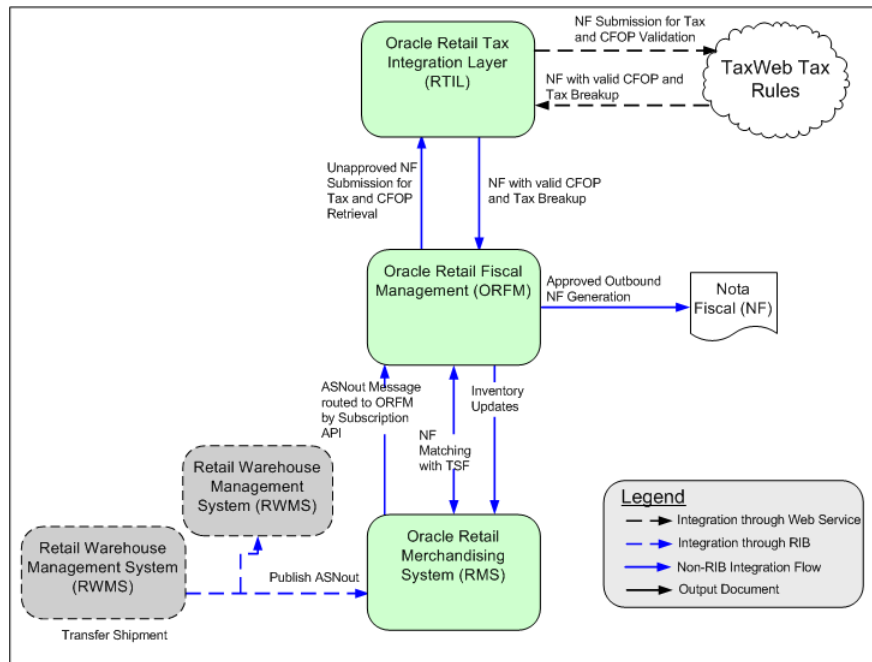 NF Submission for Tax
and CFOP Validation
Oracle Retail Tax
Integration Layer
(RTIL)
TaxWeb Tax
Rules
NF with valid CFOP and
Tax Breakup
Unapproved NF
Submission for
Tax and CFOP
Retrieval
NF with valid CFOP
and Tax Breakup
Oracle Retail Fiscal
Management (ORFM)
Approved Outbound
NF Generation
Nota
Fiscal (NF)
ASNout Message
routed to ORFM
by Subscription
API
Inventory
Updates
NF
Matching
with TSF
Retail Warehouse
Management
System (RWMS)
Retail Warehouse
Management System
(RWMS)
Publish ASNout
Transfer Shipment
Oracle Retail
Merchandising
System (RMS)
Legend
Integration through Web Service
Integration through RIB
Non-RIB Integration Flow
Output Document